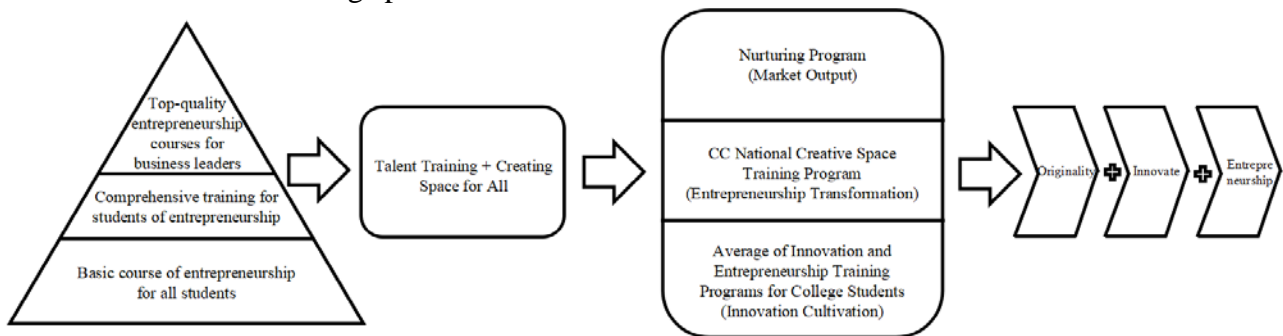 Top-quality
entrepreneurship
courses for
business leaders
Comprehensive training for
students of entrepreneurship
Basic course of entrepreneurship
for all students
Talent Training + Creating
Space for All
Nurturing Program
(Market Output)
CC National Creative Space
Training Program
(Entrepreneurship Transformation)
Average of Innovation and
Entrepreneurship Training
Programs for College Students
(Innovation Cultivation)
Originality
Innovate
Entrepre
neurship